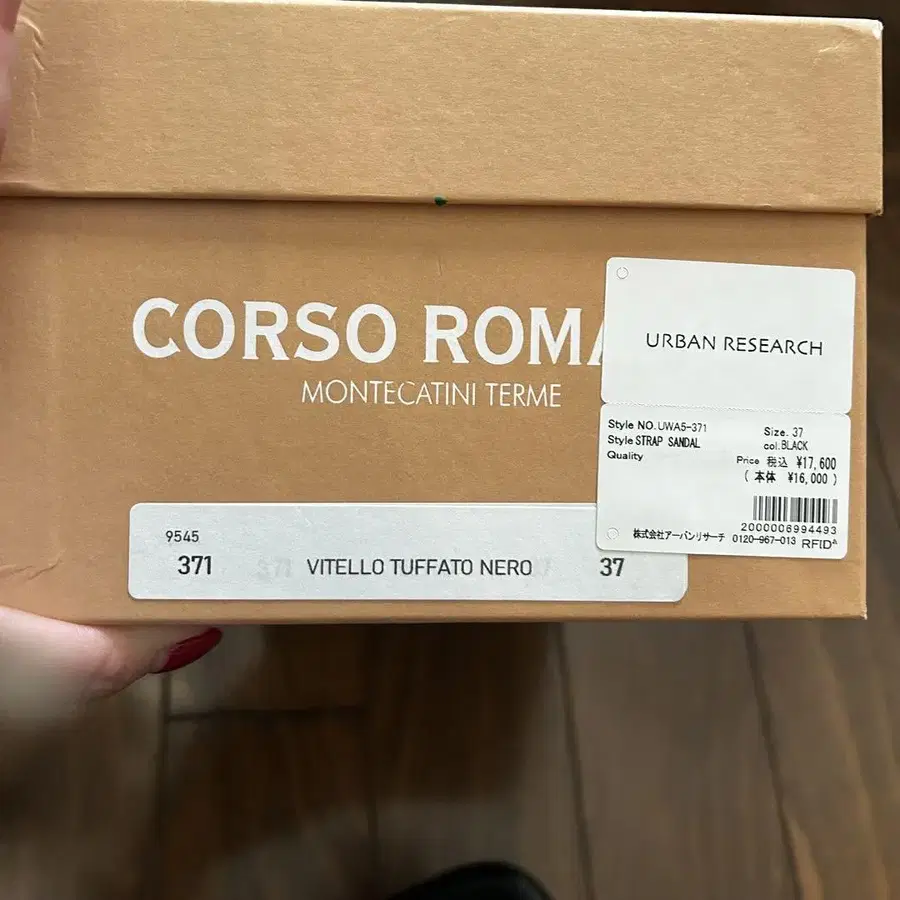 CORSO ROMA
MONTECATINI TERME
URBAN RESEARCH
Style NO.UWA5-371
Size. 37
Style STRAP SANDAL
col.BLACK
Quality
Price 税込 ¥17,600
( 本体 ¥16,000 )
2000006994493
株式会社アーバンリサーチ 0120-967-013 RFID
9545
371 VITELLO TUFFATO NERO 37